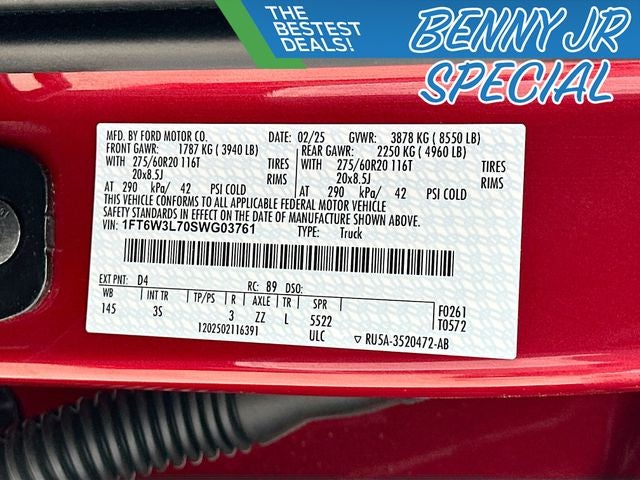 THE
BESTEST
DEALS!
BENNY JR
SPECIAL
MFD. BY FORD MOTOR CO. DATE: 02/25 GVWR: 3878 KG ( 8550 LB)
FRONT GAWR: 1787 KG ( 3940 LB) REAR GAWR: 2250 KG ( 4960 LB)
WITH 275/60R20 116T TIRES WITH 275/60R20 116T TIRES
20x8.5J RIMS 20x8.5J RIMS
AT 290 kPa/ 42 PSI COLD AT 290 kPa/ 42 PSI COLD
THIS VEHICLE CONFORMS TO ALL APPLICABLE FEDERAL MOTOR VEHICLE
SAFETY STANDARDS IN EFFECT ON THE DATE OF MANUFACTURE SHOWN ABOVE.
VIN: 1FT6W3L70SWG03761 TYPE: Truck
EXT PNT: D4 RC: 89 DSO:
WB INT TR TP/PS R AXLE TR SPR F0261
145 3S 3 ZZ L 5522 T0572
1202502116391 ULC ▽ RU5A-3520472-AB